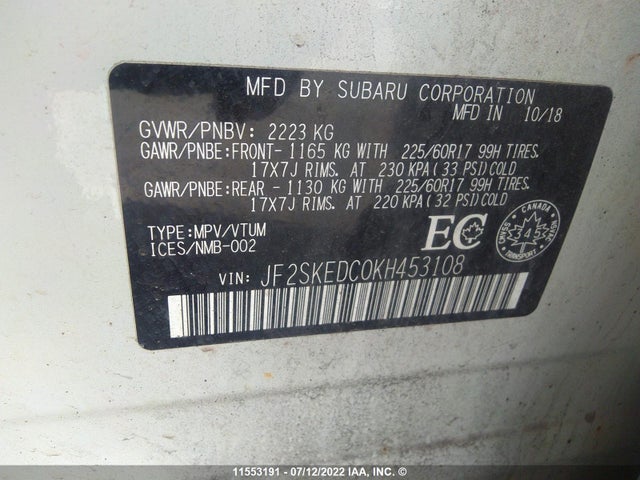 MFD BY SUBARU CORPORATION
MFD IN 10/18
GVWR/PNBV: 2223 KG
GAWR/PNBE:FRONT- 1165 KG WITH 225/60R17 99H TIRES.
17X7J RIMS. AT 230 KPA (33 PSI)COLD
GAWR/PNBE:REAR - 1130 KG WITH 225/60R17 99H TIRES.
17X7J RIMS. AT 220 KPA (32 PSI)COLD
TYPE:MPV/VTUM
ICES/NMB-002
EC
CANADA
TRANSPORT
VIN: JF2SKEDC0KH453108
11553191 - 07/12/2022 IAA, INC. ©